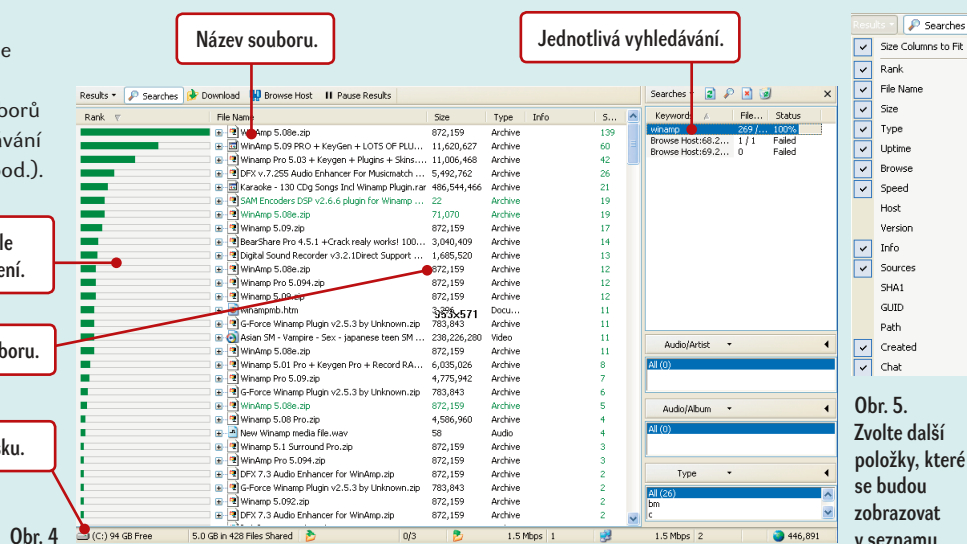 Název souboru.
Jednotlivá vyhledávání.
Results Searches Download Browse Host Pause Results
Rank File Name Size Type Info S...
WinAmp 5.08e.zip 872,159 Archive 139
WinAmp 5.09 PRO + KeyGen + LOTS OF PLU... 11,620,627 Archive 60
Winamp Pro 5.03 + Keygen + Plugins + Skins.... 11,006,468 Archive 42
DFX v.7.255 Audio Enhancer For Musicmatch ... 5,492,762 Archive 26
Karaoke - 130 CDg Songs Incl Winamp Plugin.rar 486,544,466 Archive 21
SAM Encoders DSP v2.6.6 plugin for Winamp ... 22 Archive 19
WinAmp 5.08e.zip 71,070 Archive 19
Winamp 5.09.zip 872,159 Archive 17
BearShare Pro 4.5.1 +Crack realy works! 100... 3,040,409 Archive 14
Digital Sound Recorder v3.2.1Direct Support ... 1,685,520 Archive 13
WinAmp 5.08e.zip 872,159 Archive 12
Winamp Pro 5.094.zip 872,159 Archive 12
Winamp 5.09.zip 872,159 Archive 12
Winampmb.htm Docu... 11
953x571
G-Force Winamp Plugin v2.5.3 by Unknown.zip 783,843 Archive 11
Asian SM - Vampire - Sex - japanese teen SM ... 238,226,280 Video 11
WinAmp 5.08e.zip 872,159 Archive 11
Winamp 5.01 Pro + Keygen Pro + Record RA... 6,035,026 Archive 8
Winamp Pro 5.09.zip 4,775,942 Archive 7
G-Force Winamp Plugin v2.5.3 by Unknown.zip 783,843 Archive 6
WinAmp 5.08e.zip 872,159 Archive 5
Winamp 5.08 Pro.zip 4,586,960 Archive 4
New Winamp media file.wav 58 Audio 4
Winamp 5.1 Surround Pro.zip 872,159 Archive 3
WinAmp Pro 5.094.zip 872,159 Archive 3
DFX 7.3 Audio Enhancer for WinAmp.zip 872,159 Archive 2
G-Force Winamp Plugin v2.5.3 by Unknown.zip 783,843 Archive 2
Winamp 5.092.zip 872,159 Archive 2
DFX 7.3 Audio Enhancer for WinAmp.zip 872,159 Archive 2
(C:) 94 GB Free 5.0 GB in 428 Files Shared 0/3 1.5 Mbps 1 1.5 Mbps 2 446,891
Searches
Keywords File... Status
winamp 269 /... 100%
Browse Host:68.2... 1 / 1 Failed
Browse Host:69.2... 0 Failed
Audio/Artist
All (0)
Audio/Album
All (0)
Type
All (26)
bm
c
Results Searches
Size Columns to Fit
Rank
File Name
Size
Type
Uptime
Browse
Speed
Host
Version
Info
Sources
SHA1
GUID
Path
Created
Chat
Obr. 4
Obr. 5.
Zvolte další
položky, které
se budou
zobrazovat
v seznamu